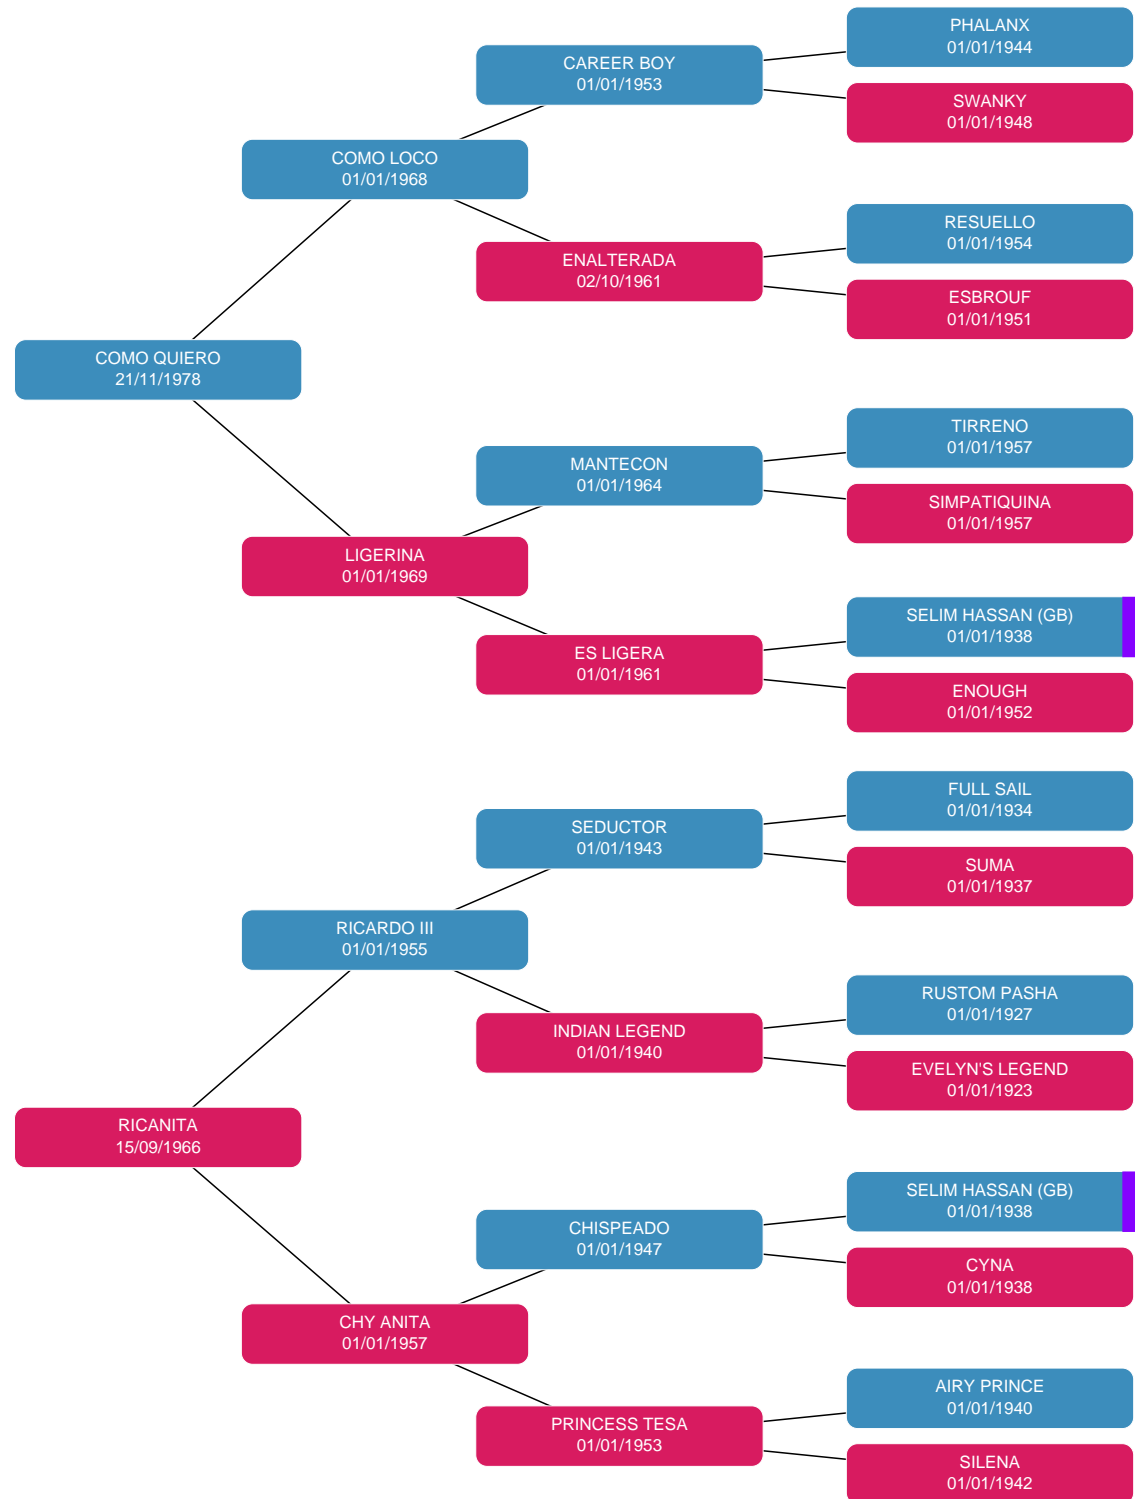 PHALANX
01/01/1944
CAREER BOY
01/01/1953
SWANKY
01/01/1948
COMO LOCO
01/01/1968
RESUELLO
01/01/1954
ENALTERADA
02/10/1961
ESBROUF
01/01/1951
COMO QUIERO
21/11/1978
TIRRENO
01/01/1957
MANTECON
01/01/1964
SIMPATIQUINA
01/01/1957
LIGERINA
01/01/1969
SELIM HASSAN (GB)
01/01/1938
ES LIGERA
01/01/1961
ENOUGH
01/01/1952
FULL SAIL
01/01/1934
SEDUCTOR
01/01/1943
SUMA
01/01/1937
RICARDO III
01/01/1955
RUSTOM PASHA
01/01/1927
INDIAN LEGEND
01/01/1940
EVELYN'S LEGEND
01/01/1923
RICANITA
15/09/1966
SELIM HASSAN (GB)
01/01/1938
CHISPEADO
01/01/1947
CYNA
01/01/1938
CHY ANITA
01/01/1957
AIRY PRINCE
01/01/1940
PRINCESS TESA
01/01/1953
SILENA
01/01/1942